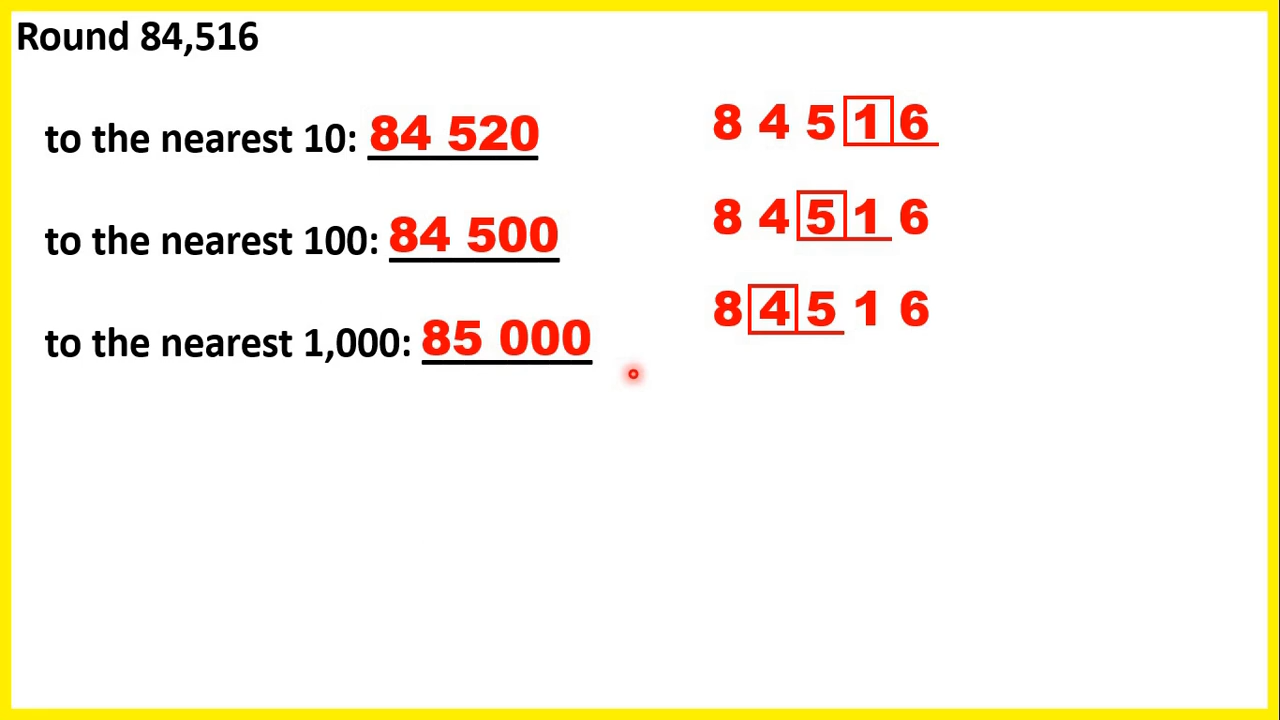 Round 84,516
to the nearest 10: 84 520
8 4 5 1 6
to the nearest 100: 84 500
8 4 5 1 6
to the nearest 1,000: 85 000
8 4 5 1 6